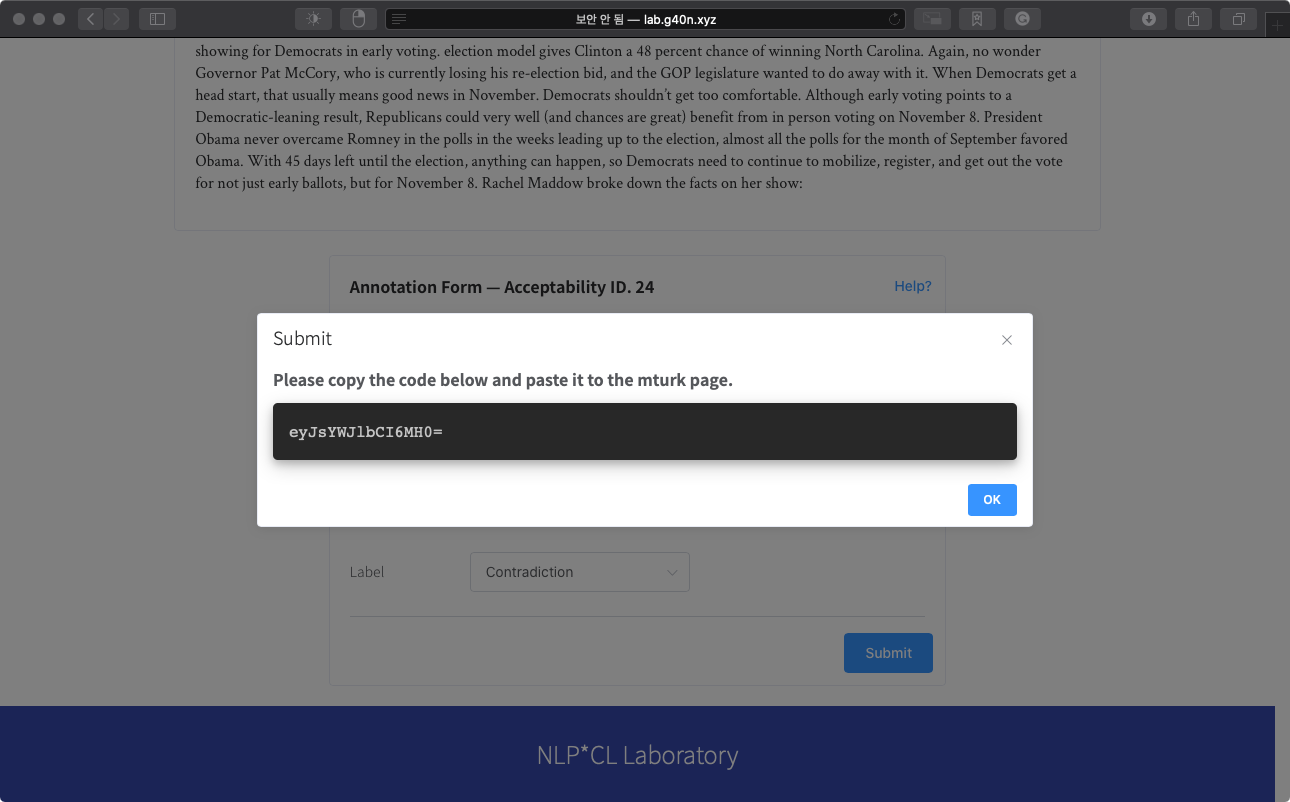 보안 안 됨 — lab.g40n.xyz
showing for Democrats in early voting. election model gives Clinton a 48 percent chance of winning North Carolina. Again, no wonder
Governor Pat McCory, who is currently losing his re-election bid, and the GOP legislature wanted to do away with it. When Democrats get a
head start, that usually means good news in November. Democrats shouldn’t get too comfortable. Although early voting points to a
Democratic-leaning result, Republicans could very well (and chances are great) benefit from in person voting on November 8. President
Obama never overcame Romney in the polls in the weeks leading up to the election, almost all the polls for the month of September favored
Obama. With 45 days left until the election, anything can happen, so Democrats need to continue to mobilize, register, and get out the vote
for not just early ballots, but for November 8. Rachel Maddow broke down the facts on her show:
Annotation Form — Acceptability ID. 24
Help?
Submit
Please copy the code below and paste it to the mturk page.
eyJsYWJlbCI6MH0=
OK
Label
Contradiction
Submit
NLP*CL Laboratory